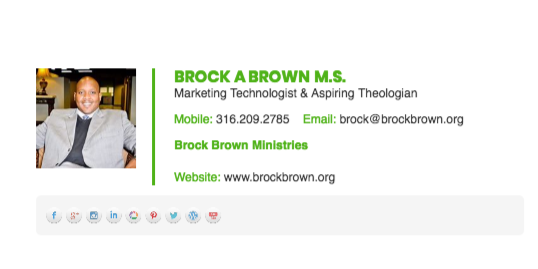 BROCK A BROWN M.S.
Marketing Technologist & Aspiring Theologian
Mobile: 316.209.2785 Email: brock@brockbrown.org
Brock Brown Ministries
Website: www.brockbrown.org